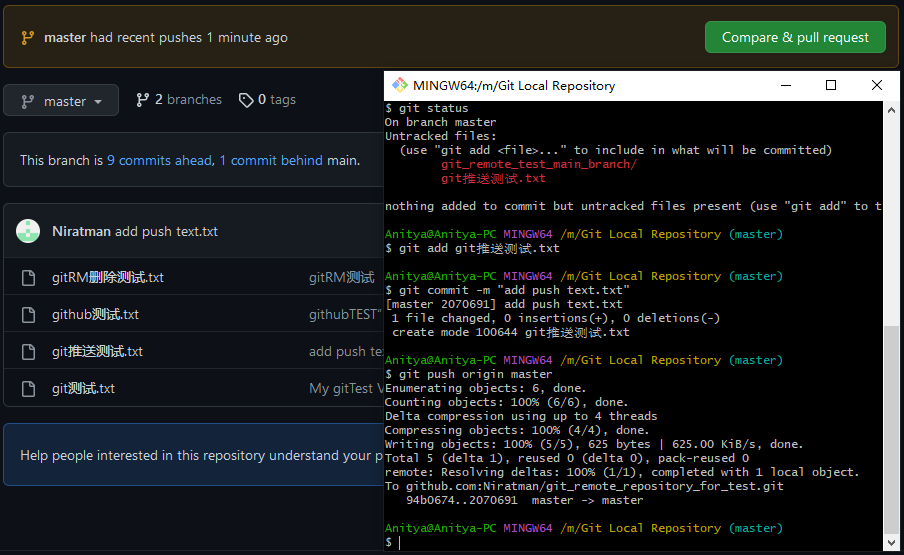 master had recent pushes 1 minute ago
Compare & pull request
master
2 branches
0 tags
This branch is 9 commits ahead, 1 commit behind main.
Niratman add push text.txt
gitRM删除测试.txt
gitRM测试
github测试.txt
githubTEST"
git推送测试.txt
add push te
git测试.txt
My gitTest V
Help people interested in this repository understand your p
MINGW64:/m/Git Local Repository
$ git status
On branch master
Untracked files:
(use "git add <file>..." to include in what will be committed)
git_remote_test_main_branch/
git推送测试.txt
nothing added to commit but untracked files present (use "git add" to t
Anitya@Anitya-PC MINGW64 /m/Git Local Repository (master)
$ git add git推送测试.txt
Anitya@Anitya-PC MINGW64 /m/Git Local Repository (master)
$ git commit -m "add push text.txt"
[master 2070691] add push text.txt
1 file changed, 0 insertions(+), 0 deletions(-)
create mode 100644 git推送测试.txt
Anitya@Anitya-PC MINGW64 /m/Git Local Repository (master)
$ git push origin master
Enumerating objects: 6, done.
Counting objects: 100% (6/6), done.
Delta compression using up to 4 threads
Compressing objects: 100% (4/4), done.
Writing objects: 100% (5/5), 625 bytes | 625.00 KiB/s, done.
Total 5 (delta 1), reused 0 (delta 0), pack-reused 0
remote: Resolving deltas: 100% (1/1), completed with 1 local object.
To github.com:Niratman/git_remote_repository_for_test.git
94b0674..2070691 master -> master
Anitya@Anitya-PC MINGW64 /m/Git Local Repository (master)
$